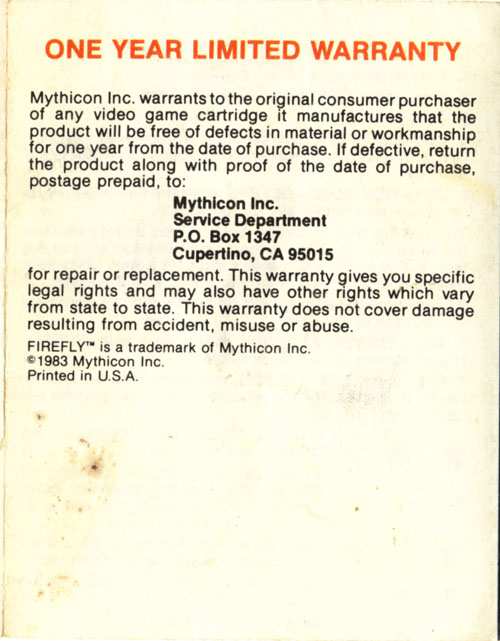 ONE YEAR LIMITED WARRANTY
Mythicon Inc. warrants to the original consumer purchaser
of any video game cartridge it manufactures that the
product will be free of defects in material or workmanship
for one year from the date of purchase. If defective, return
the product along with proof of the date of purchase,
postage prepaid, to:
Mythicon Inc.
Service Department
P.O. Box 1347
Cupertino, CA 95015
for repair or replacement. This warranty gives you specific
legal rights and may also have other rights which vary
from state to state. This warranty does not cover damage
resulting from accident, misuse or abuse.
FIREFLY™ is a trademark of Mythicon Inc.
©1983 Mythicon Inc.
Printed in U.S.A.